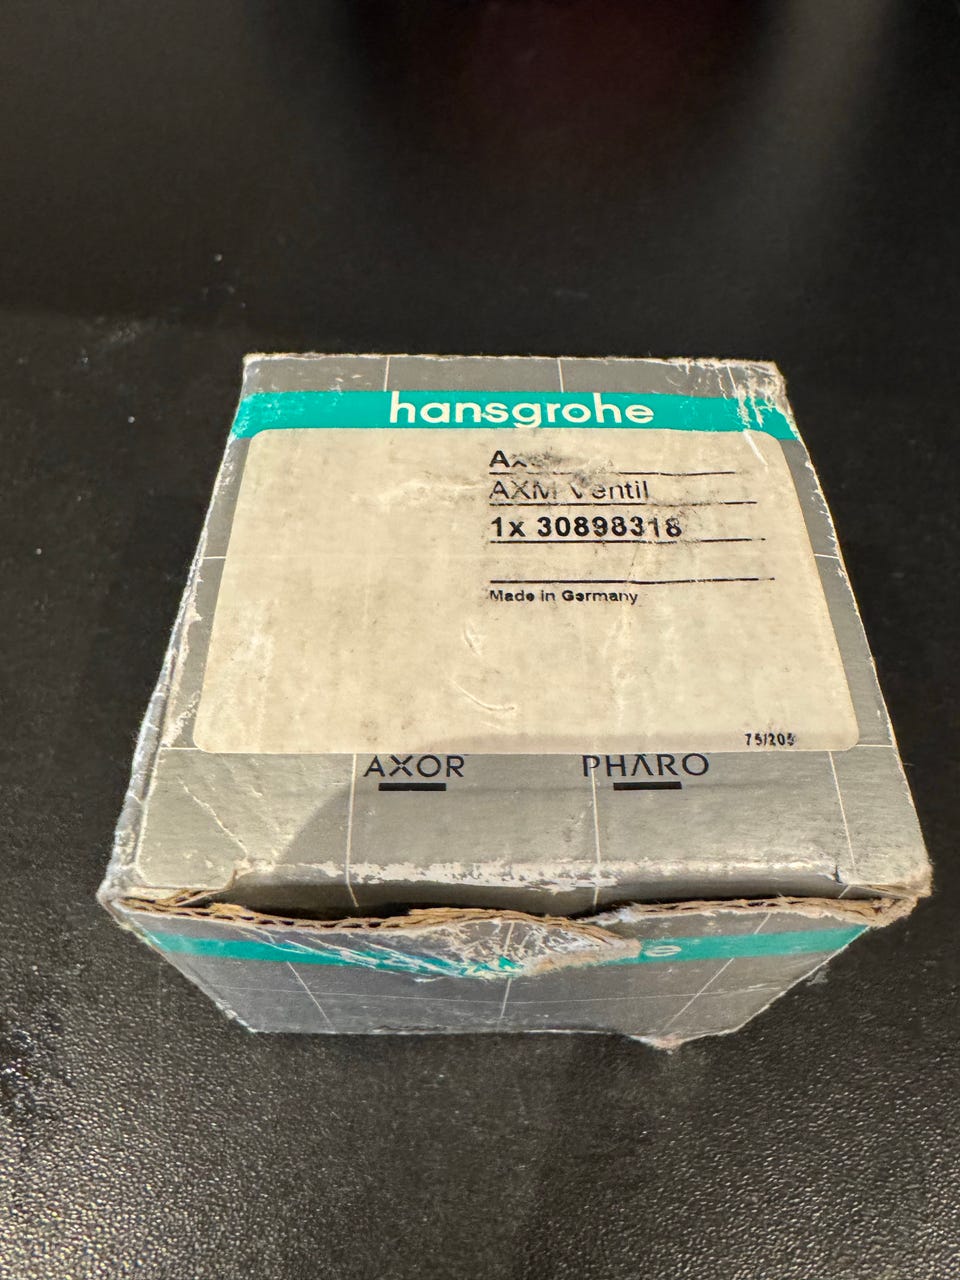 hansgrohe
AXM Ventil
1x 30898318
Made in Germany
75/205
AXOR
PHARO